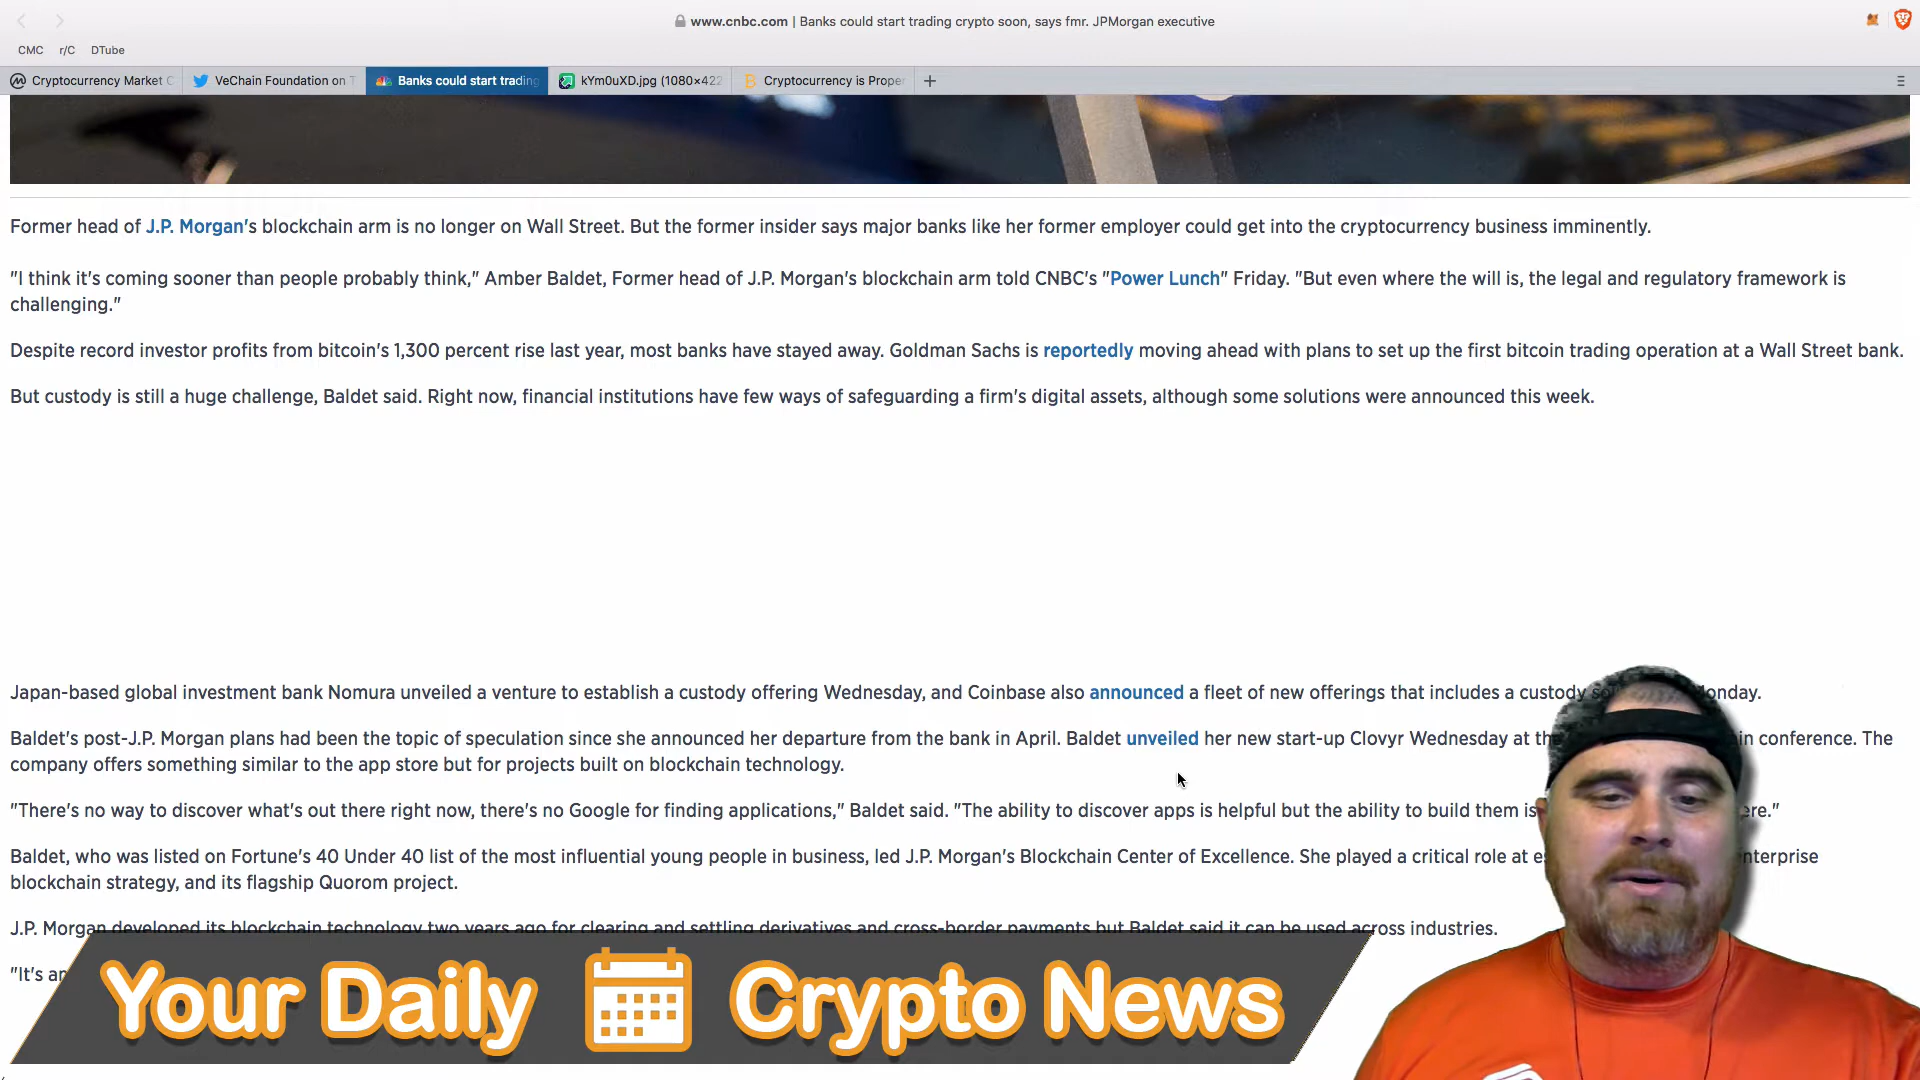 www.cnbc.com | Banks could start trading crypto soon, says fmr. JPMorgan executive
CMC r/C DTube
Cryptocurrency Market C VeChain Foundation on T Banks could start trading kYm0uXD.jpg (1080×422 Cryptocurrency is Proper
Former head of J.P. Morgan's blockchain arm is no longer on Wall Street. But the former insider says major banks like her former employer could get into the cryptocurrency business imminently.
"I think it's coming sooner than people probably think," Amber Baldet, Former head of J.P. Morgan's blockchain arm told CNBC's "Power Lunch" Friday. "But even where the will is, the legal and regulatory framework is
challenging."
Despite record investor profits from bitcoin's 1,300 percent rise last year, most banks have stayed away. Goldman Sachs is reportedly moving ahead with plans to set up the first bitcoin trading operation at a Wall Street bank.
But custody is still a huge challenge, Baldet said. Right now, financial institutions have few ways of safeguarding a firm's digital assets, although some solutions were announced this week.
Japan-based global investment bank Nomura unveiled a venture to establish a custody offering Wednesday, and Coinbase also announced a fleet of new offerings that includes a custody onday.
Baldet's post-J.P. Morgan plans had been the topic of speculation since she announced her departure from the bank in April. Baldet unveiled her new start-up Clovyr Wednesday at the in conference. The
company offers something similar to the app store but for projects built on blockchain technology.
"There's no way to discover what's out there right now, there's no Google for finding applications," Baldet said. "The ability to discover apps is helpful but the ability to build them is ere."
Baldet, who was listed on Fortune's 40 Under 40 list of the most influential young people in business, led J.P. Morgan's Blockchain Center of Excellence. She played a critical role at es nterprise
blockchain strategy, and its flagship Quorom project.
J.P. Morgan developed its blockchain technology two years ago for clearing and settling derivatives and cross-border payments but Baldet said it can be used across industries.
"It's an
Your Daily Crypto News